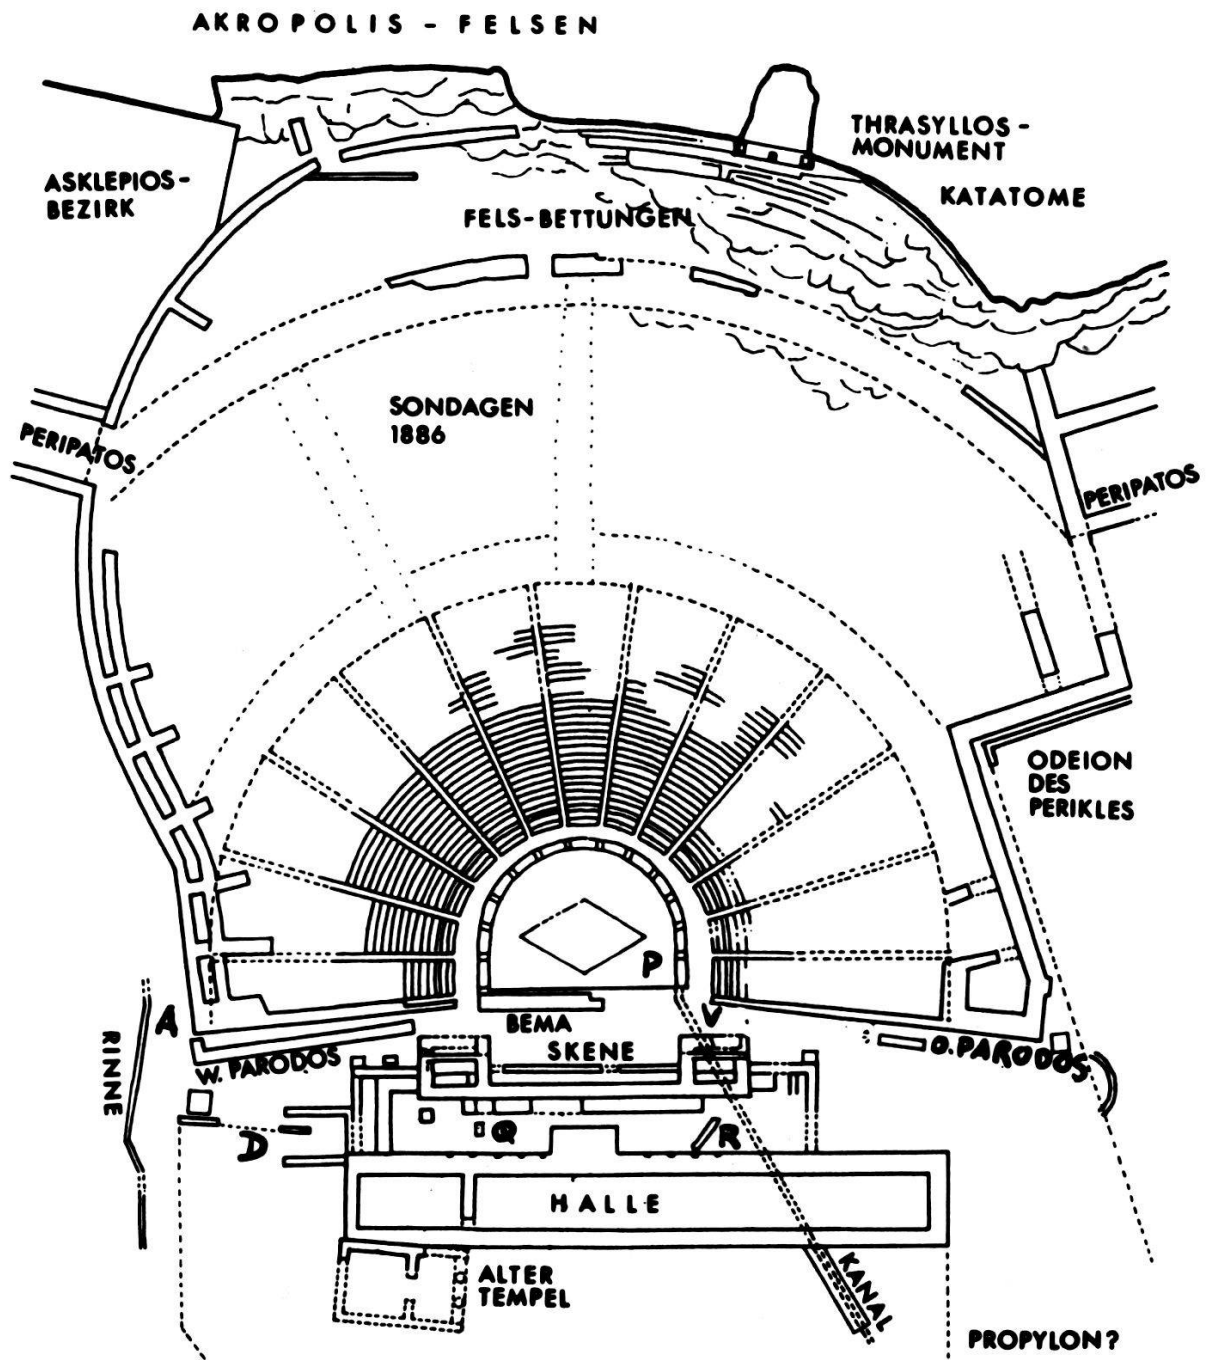 AKROPOLIS - FELSEN
THRASYLLOS -
MONUMENT
ASKLEPIOS -
BEZIRK
KATATOME
FELS-BETTUNGEN
SONDAGEN
1886
PERIPATOS
PERIPATOS
ODEION
DES
PERIKLES
P
A
BEMA
V
RINNE
W. PARODOS
SKENE
O. PARODOS
D
Q
R
HALLE
KANAL
ALTER
TEMPEL
PROPYLON?